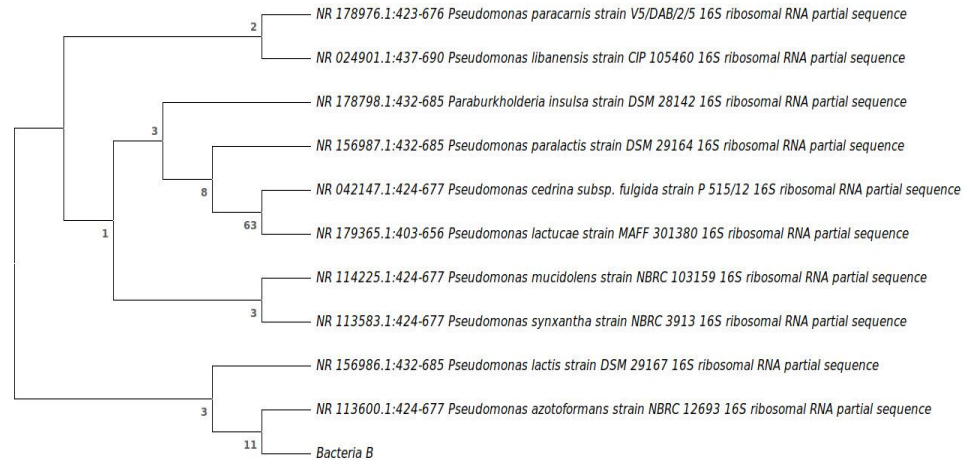 NR 178976.1:423-676 Pseudomonas paracarnis strain V5/DAB/2/5 16S ribosomal RNA partial sequence
2
NR 024901.1:437-690 Pseudomonas libanensis strain CIP 105460 16S ribosomal RNA partial sequence
NR 178798.1:432-685 Paraburkholderia insulsa strain DSM 28142 16S ribosomal RNA partial sequence
3
NR 156987.1:432-685 Pseudomonas paralactis strain DSM 29164 16S ribosomal RNA partial sequence
8
NR 042147.1:424-677 Pseudomonas cedrina subsp. fulgida strain P 515/12 16S ribosomal RNA partial sequence
63
1
NR 179365.1:403-656 Pseudomonas lactucae strain MAFF 301380 16S ribosomal RNA partial sequence
NR 114225.1:424-677 Pseudomonas mucidolens strain NBRC 103159 16S ribosomal RNA partial sequence
3
NR 113583.1:424-677 Pseudomonas synxantha strain NBRC 3913 16S ribosomal RNA partial sequence
NR 156986.1:432-685 Pseudomonas lactis strain DSM 29167 16S ribosomal RNA partial sequence
3
NR 113600.1:424-677 Pseudomonas azotoformans strain NBRC 12693 16S ribosomal RNA partial sequence
11
Bacteria B